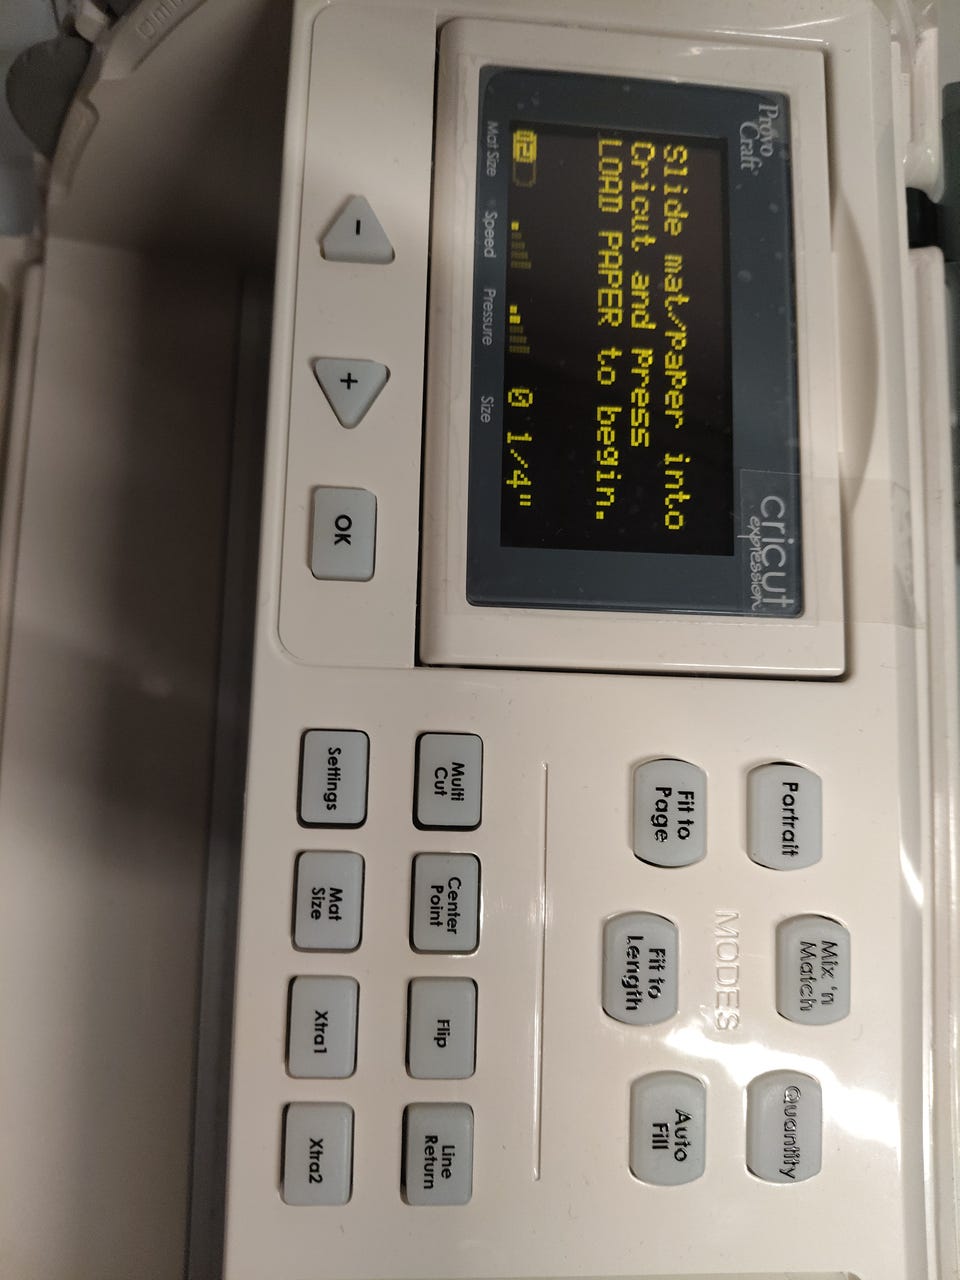 Provo
Craft
cricut
expression
Slide mat/paper into
Cricut and press
LOAD PAPER to begin.
12 0 1/4"
Mat Size Speed Pressure Size
-
+
OK
Portrait
Mix 'n
Match
Quantity
MODES
Fit to
Page
Fit to
Length
Auto
Fill
Multi
Cut
Center
Point
Flip
Line
Return
Settings
Mat
Size
Xtra1
Xtra2